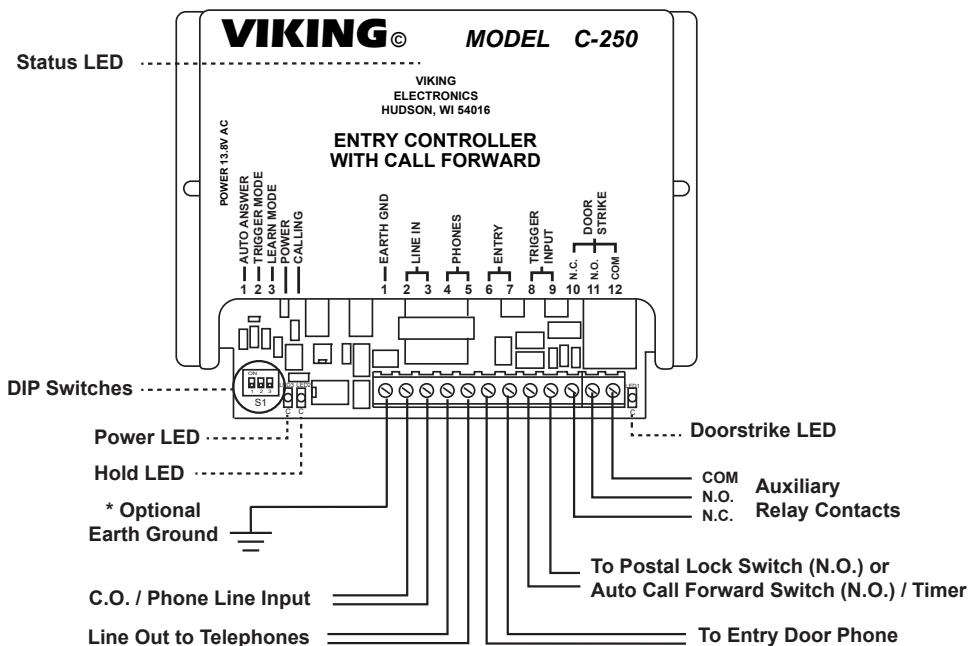 VIKING©
MODEL C-250
Status LED
VIKING
ELECTRONICS
HUDSON, WI 54016
ENTRY CONTROLLER
WITH CALL FORWARD
POWER 13.8V AC
AUTO ANSWER
TRIGGER MODE
LEARN MODE
POWER
CALLING
1 2 3
EARTH GND
LINE IN
PHONES
ENTRY
TRIGGER
INPUT
DOOR
STRIKE
N.C.
N.O.
COM
1 2 3 4 5 6 7 8 9 10 11 12
DIP Switches
ON
1 2 3
S1
LED3 LED2
C C
LED1
C
Power LED
Hold LED
Doorstrike LED
* Optional
Earth Ground
COM
N.O.
N.C.
Auxiliary
Relay Contacts
To Postal Lock Switch (N.O.) or
Auto Call Forward Switch (N.O.) / Timer
C.O. / Phone Line Input
Line Out to Telephones
To Entry Door Phone